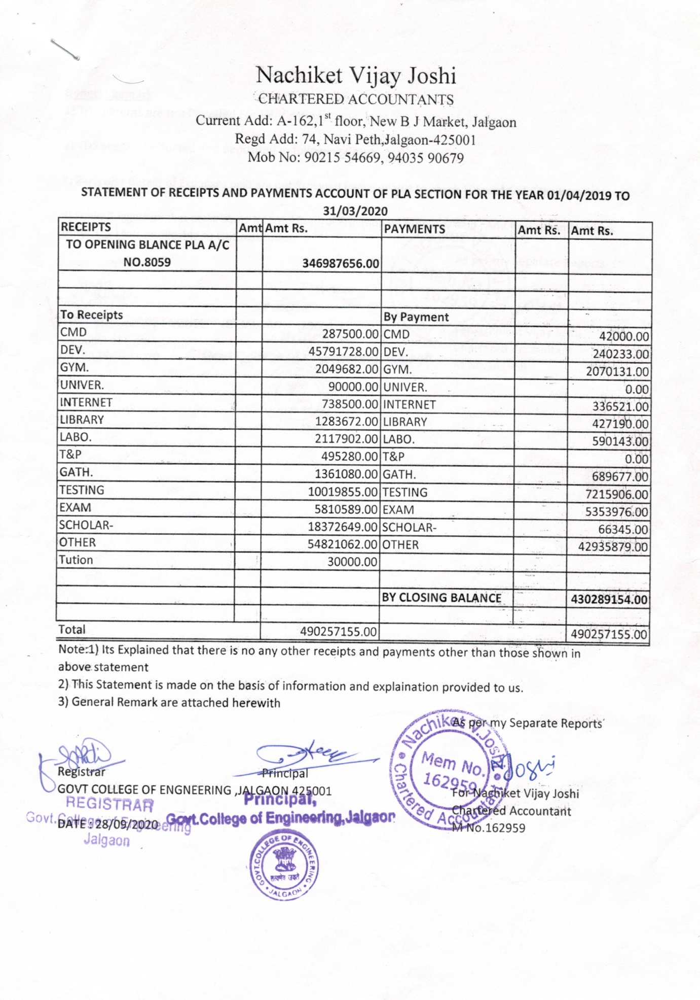 Nachiket Vijay Joshi
CHARTERED ACCOUNTANTS
Current Add: A-162,1st floor, New B J Market, Jalgaon
Regd Add: 74, Navi Peth,Jalgaon-425001
Mob No: 90215 54669, 94035 90679
STATEMENT OF RECEIPTS AND PAYMENTS ACCOUNT OF PLA SECTION FOR THE YEAR 01/04/2019 TO
31/03/2020
RECEIPTS Amt Amt Rs. PAYMENTS Amt Rs. Amt Rs.
TO OPENING BLANCE PLA A/C
NO.8059 346987656.00
To Receipts By Payment
CMD 287500.00 CMD 42000.00
DEV. 45791728.00 DEV. 240233.00
GYM. 2049682.00 GYM. 2070131.00
UNIVER. 90000.00 UNIVER. 0.00
INTERNET 738500.00 INTERNET 336521.00
LIBRARY 1283672.00 LIBRARY 427190.00
LABO. 2117902.00 LABO. 590143.00
T&P 495280.00 T&P 0.00
GATH. 1361080.00 GATH. 689677.00
TESTING 10019855.00 TESTING 7215906.00
EXAM 5810589.00 EXAM 5353976.00
SCHOLAR- 18372649.00 SCHOLAR- 66345.00
OTHER 54821062.00 OTHER 42935879.00
Tution 30000.00
BY CLOSING BALANCE 430289154.00
Total 490257155.00 490257155.00
Note:1) Its Explained that there is no any other receipts and payments other than those shown in
above statement
2) This Statement is made on the basis of information and explaination provided to us.
3) General Remark are attached herewith
As per my Separate Reports
Nachiket V.Joshi
Chartered Accountant
Mem No.
162959
Joshi
Registrar Principal
GOVT COLLEGE OF ENGNEERING ,JALGAON 425001
For Nachiket Vijay Joshi
Chartered Accountant
M No.162959
REGISTRAR
Govt.College of Engineering
Jalgaon
DATE : 28/09/2020
Principal,
Govt.College of Engineering,Jalgaon
GOVT.COLLEGE OF ENGINEERING
सत्यमेव जयते
JALGAON